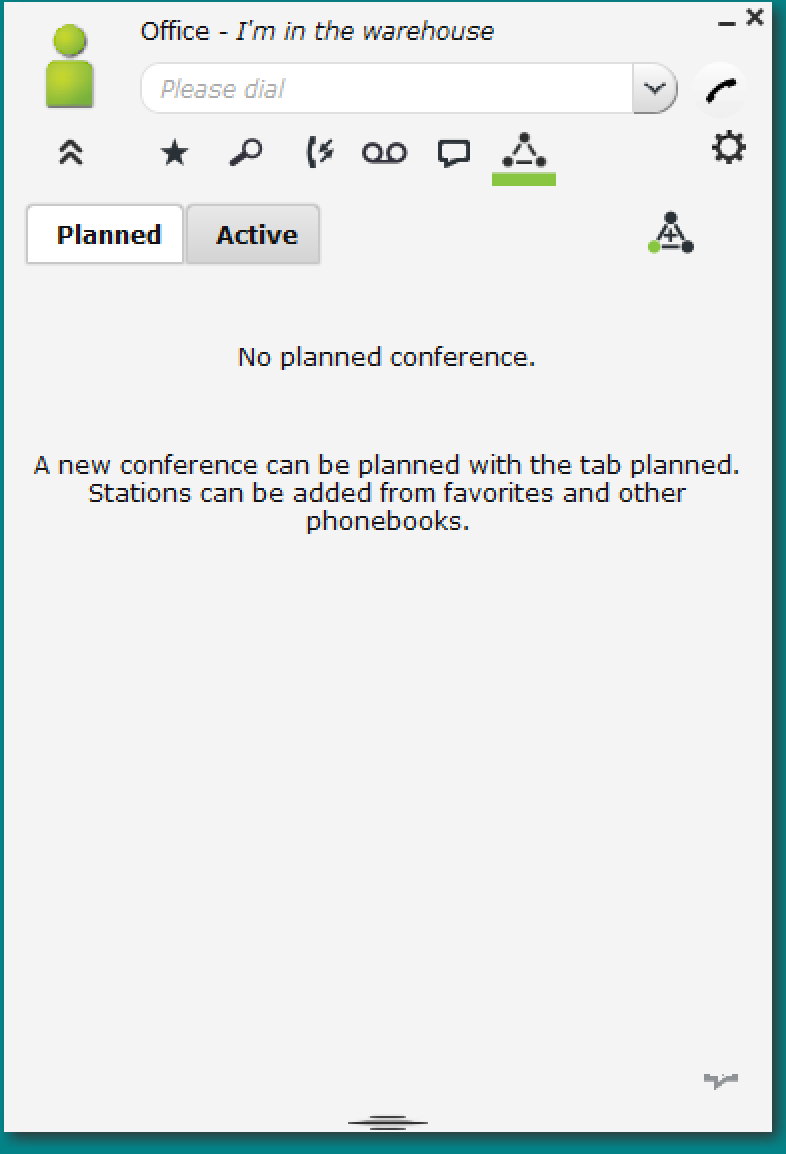 Office - I'm in the warehouse
Please dial
Planned
Active
No planned conference.
A new conference can be planned with the tab planned.
Stations can be added from favorites and other
phonebooks.